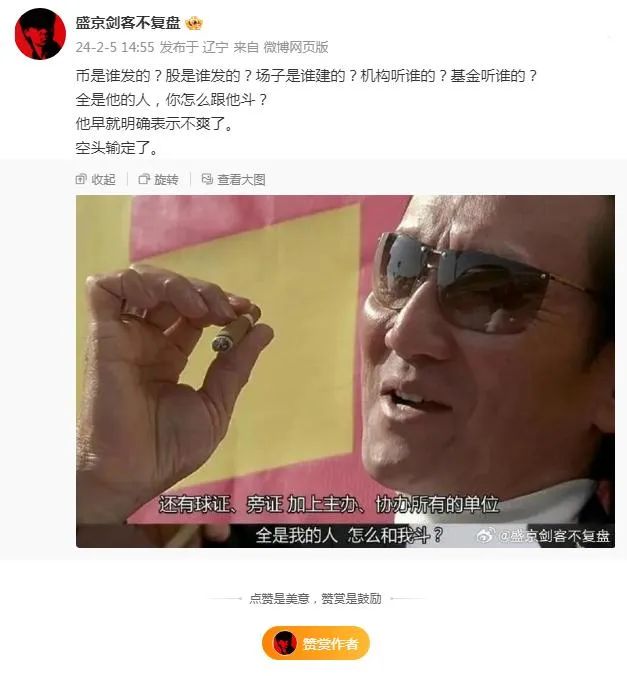 盛京剑客不复盘
24-2-5 14:55 发布于 辽宁 来自 微博网页版
币是谁发的？股是谁发的？场子是谁建的？机构听谁的？基金听谁的？
全是他的人，你怎么跟他斗？
他早就明确表示不爽了。
空头输定了。
收起 旋转 查看大图
还有球证、旁证 加上主办、协办所有的单位
全是我的人 怎么和我斗？
@盛京剑客不复盘
点赞是美意，赞赏是鼓励
赞赏作者